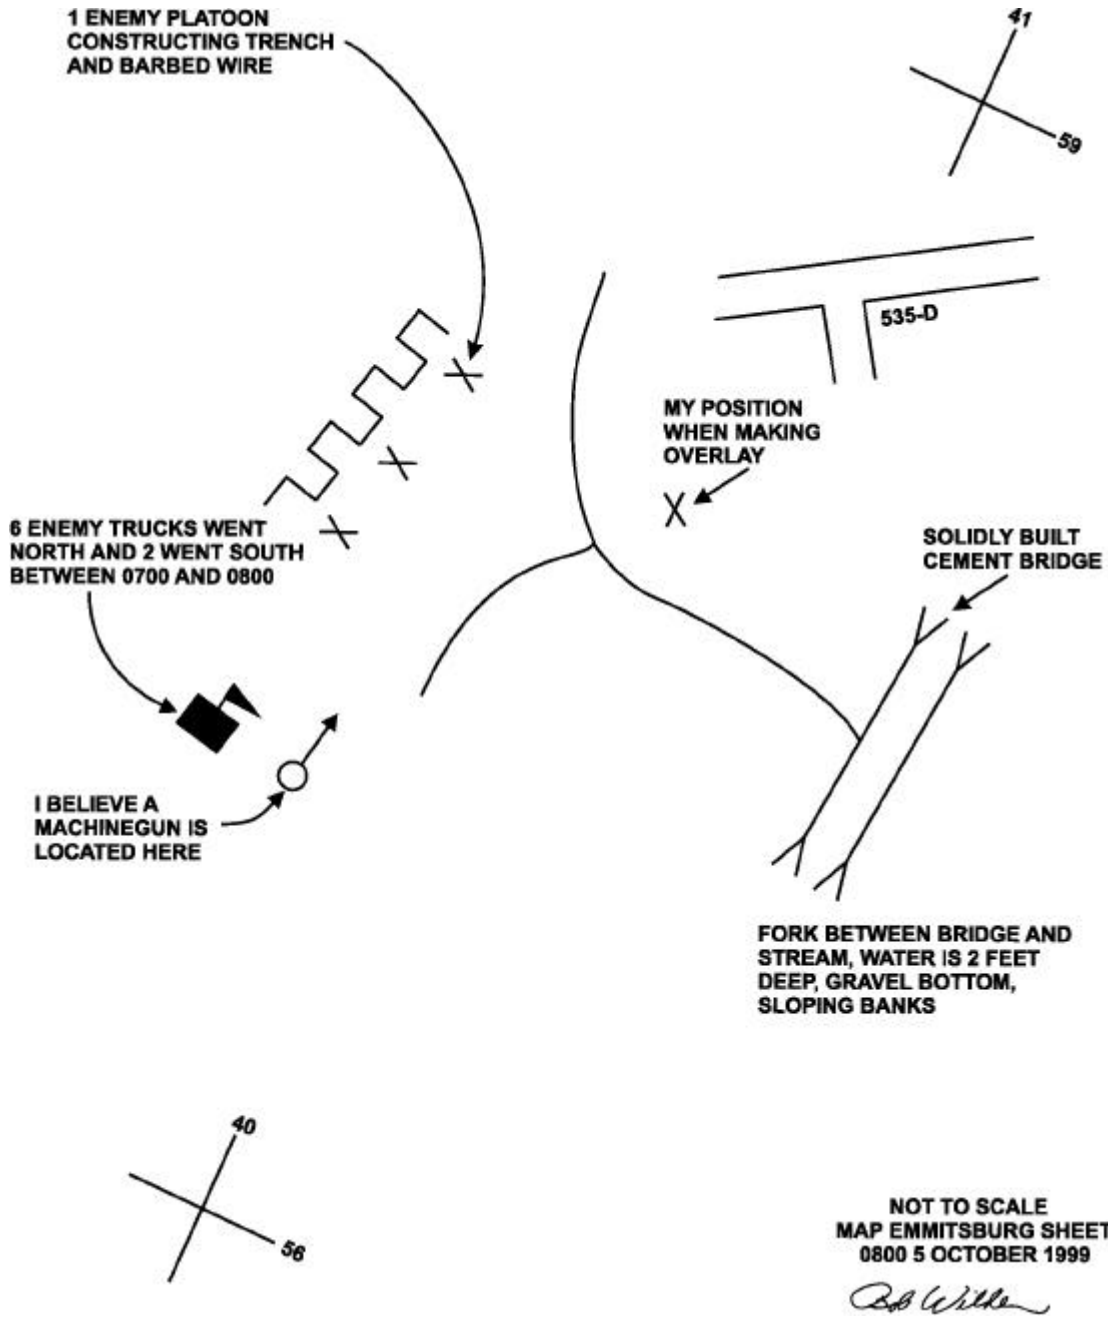 1 ENEMY PLATOON
CONSTRUCTING TRENCH
AND BARBED WIRE
41
59
535-D
MY POSITION
WHEN MAKING
OVERLAY
6 ENEMY TRUCKS WENT
NORTH AND 2 WENT SOUTH
BETWEEN 0700 AND 0800
SOLIDLY BUILT
CEMENT BRIDGE
I BELIEVE A
MACHINEGUN IS
LOCATED HERE
FORK BETWEEN BRIDGE AND
STREAM, WATER IS 2 FEET
DEEP, GRAVEL BOTTOM,
SLOPING BANKS
40
56
NOT TO SCALE
MAP EMMITSBURG SHEET
0800 5 OCTOBER 1999
Bob